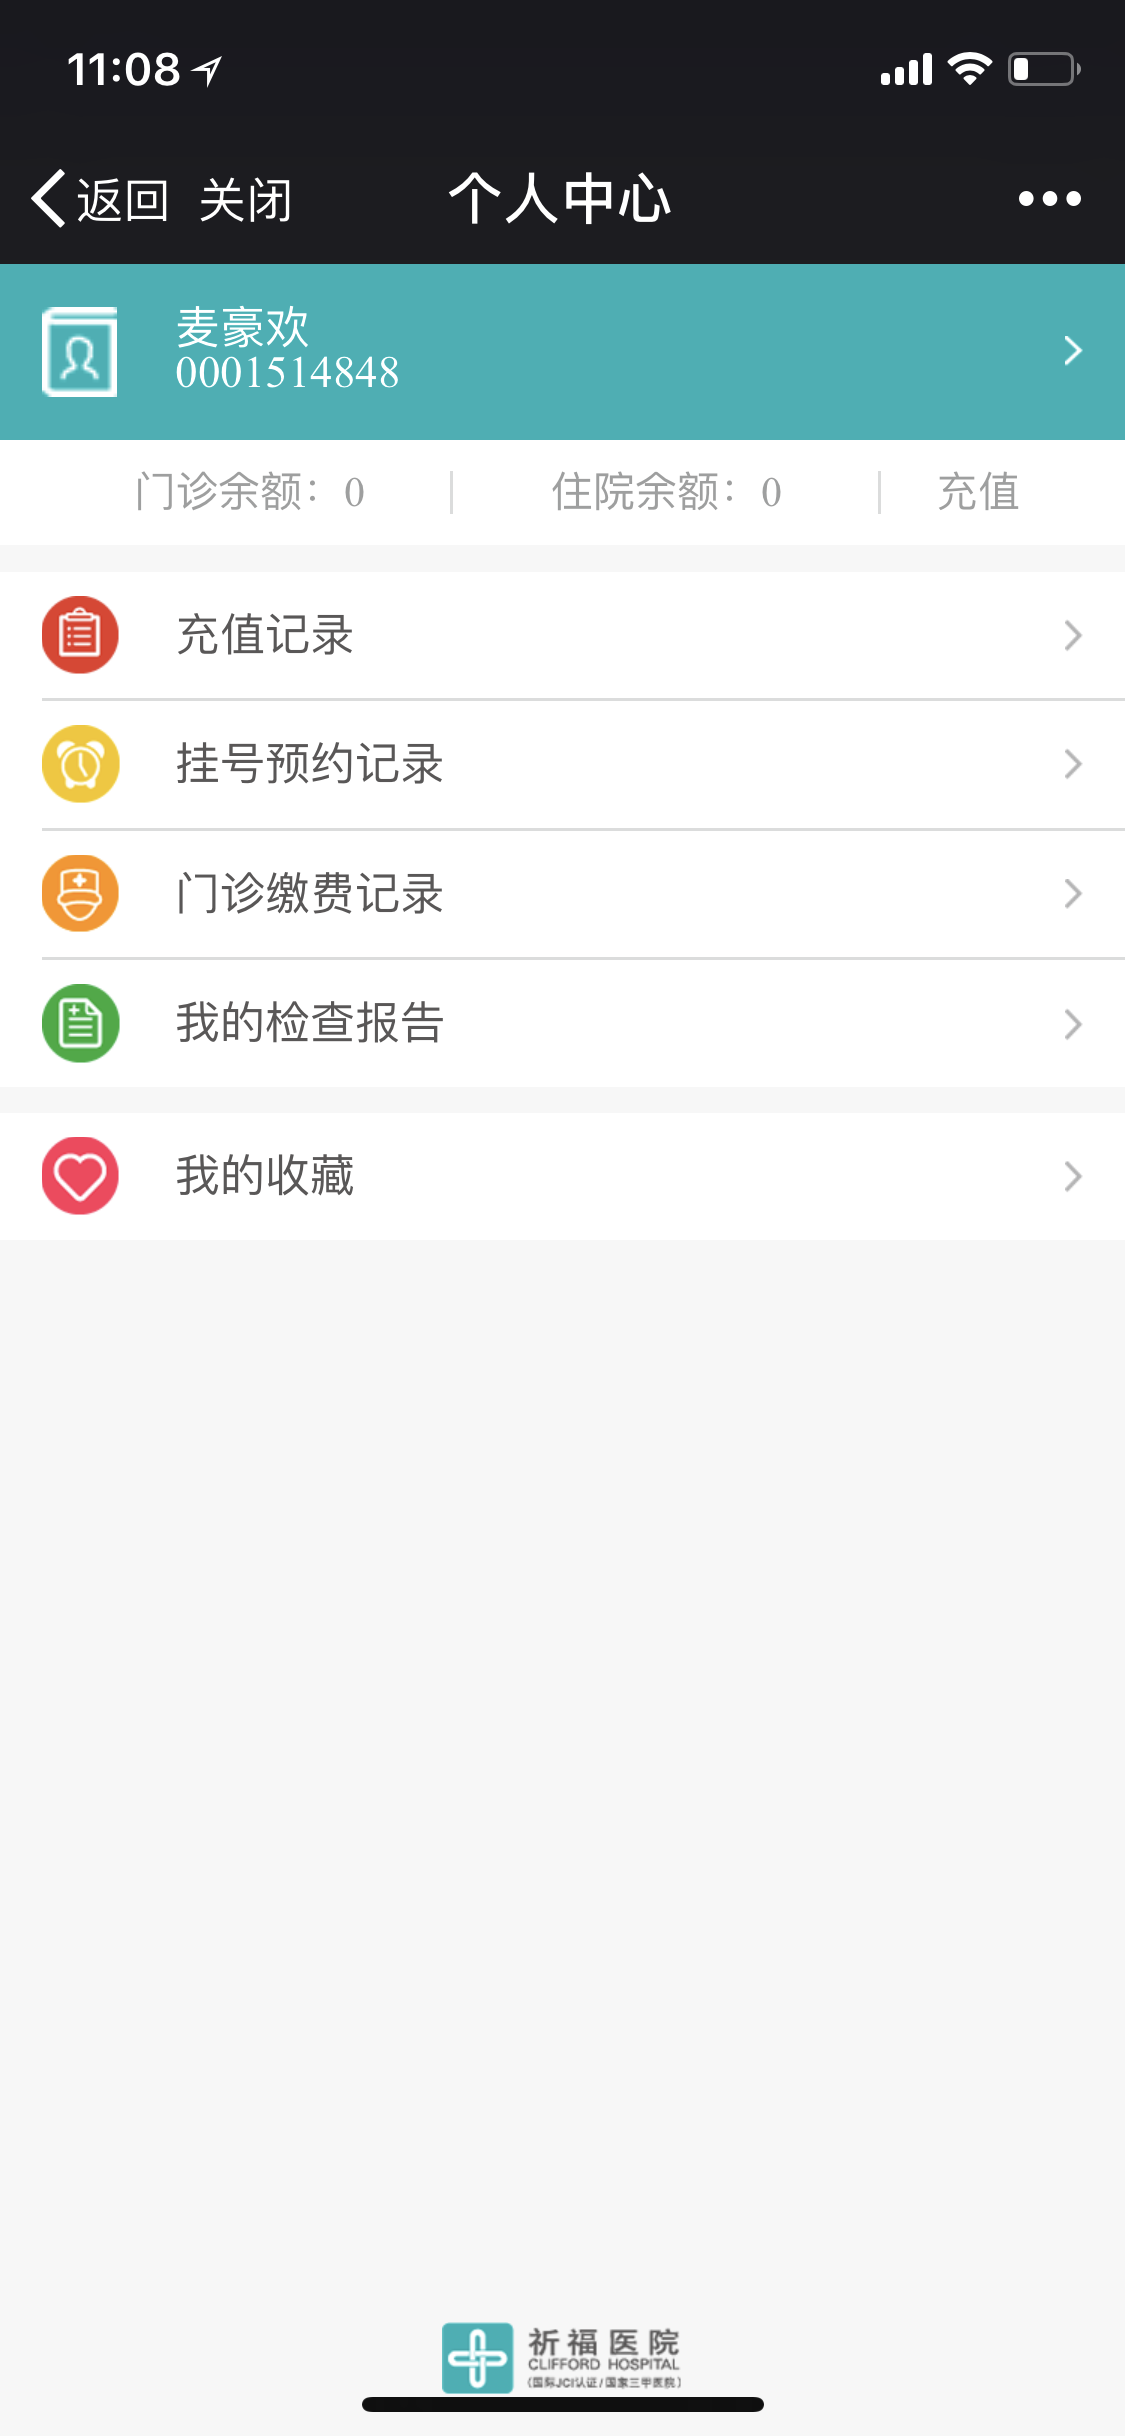 11:08
返回 关闭 个人中心
麦豪欢
0001514848
门诊余额：0 住院余额：0 充值
充值记录
挂号预约记录
门诊缴费记录
我的检查报告
我的收藏
祈福医院
CLIFFORD HOSPITAL
(国际JCI认证/国家三甲医院)